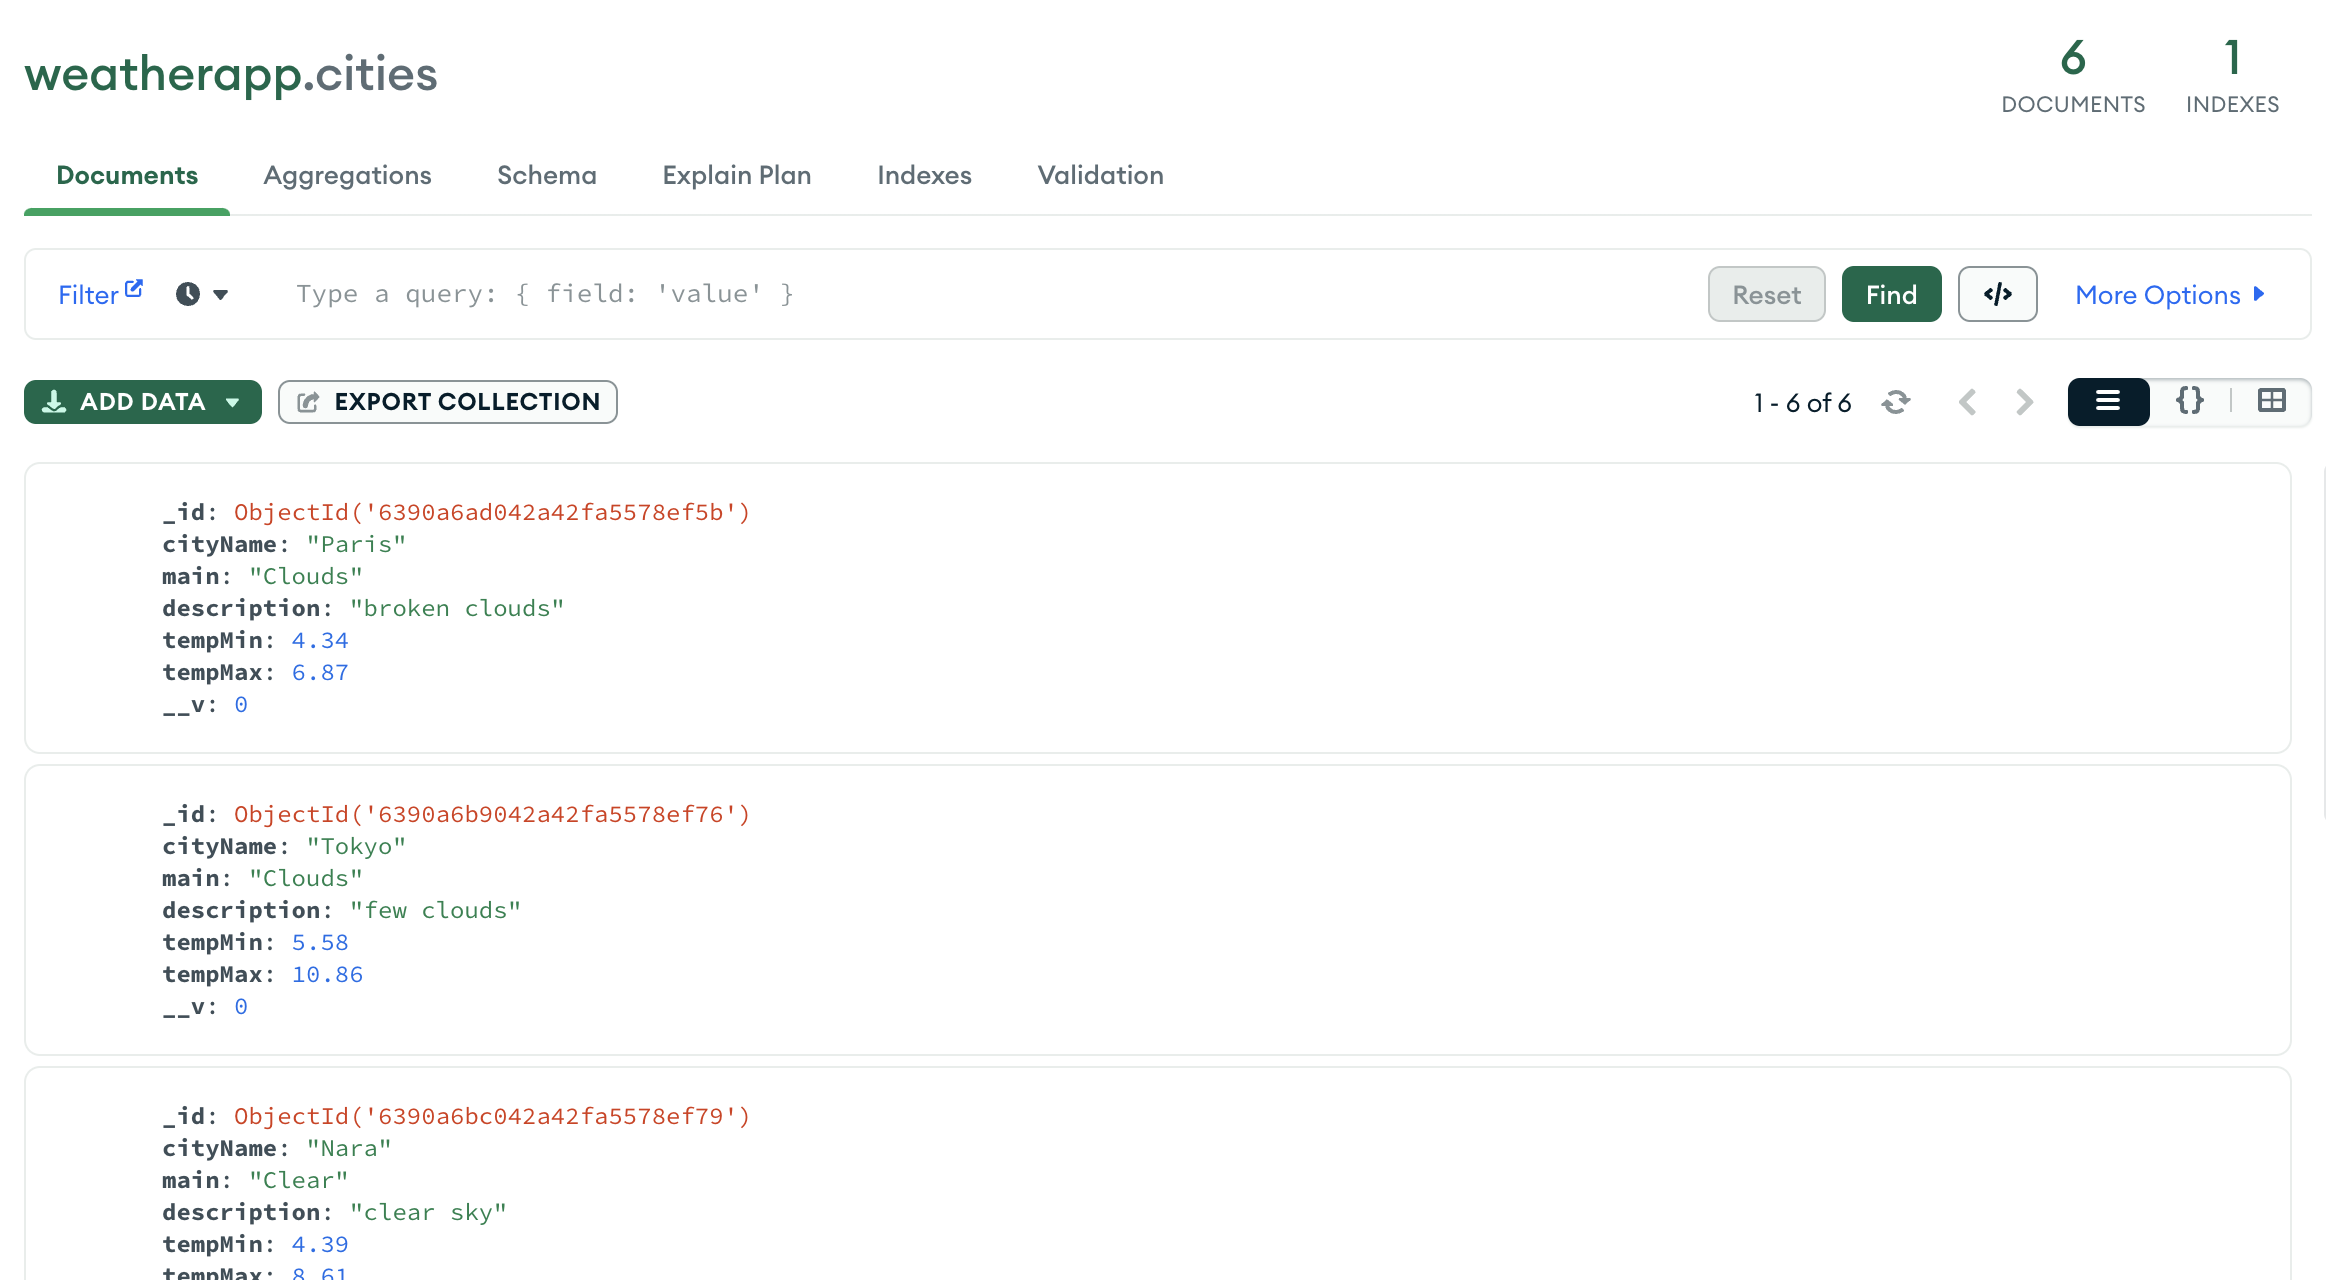 weatherapp.cities
6
DOCUMENTS
1
INDEXES
Documents Aggregations Schema Explain Plan Indexes Validation
Filter Type a query: { field: 'value' } Reset Find </> More Options
ADD DATA EXPORT COLLECTION 1 - 6 of 6 {}
_id: ObjectId('6390a6ad042a42fa5578ef5b')
cityName: "Paris"
main: "Clouds"
description: "broken clouds"
tempMin: 4.34
tempMax: 6.87
__v: 0
_id: ObjectId('6390a6b9042a42fa5578ef76')
cityName: "Tokyo"
main: "Clouds"
description: "few clouds"
tempMin: 5.58
tempMax: 10.86
__v: 0
_id: ObjectId('6390a6bc042a42fa5578ef79')
cityName: "Nara"
main: "Clear"
description: "clear sky"
tempMin: 4.39
tempMax: 8.61